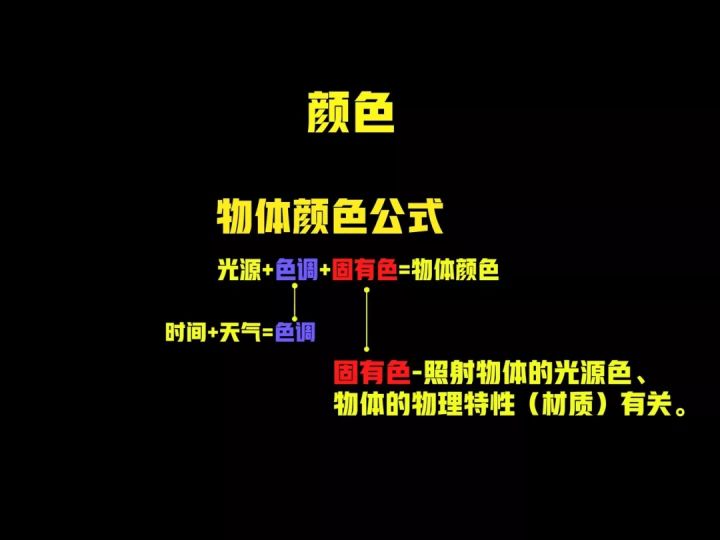 颜色
物体颜色公式
光源+色调+固有色=物体颜色
时间+天气=色调
固有色-照射物体的光源色、
物体的物理特性（材质）有关。